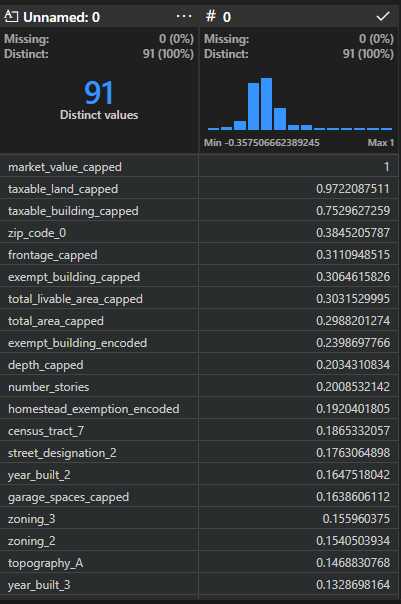 Unnamed: 0 ... # 0
Missing: 0 (0%) Missing: 0 (0%)
Distinct: 91 (100%) Distinct: 91 (100%)
91
Distinct values
Min -0.357506662389245 Max 1
market_value_capped 1
taxable_land_capped 0.9722087511
taxable_building_capped 0.7529627259
zip_code_0 0.3845205787
frontage_capped 0.3110948515
exempt_building_capped 0.3064615826
total_livable_area_capped 0.3031529995
total_area_capped 0.2988201274
exempt_building_encoded 0.2398697766
depth_capped 0.2034310834
number_stories 0.2008532142
homestead_exemption_encoded 0.1920401805
census_tract_7 0.1865332057
street_designation_2 0.1763064898
year_built_2 0.1647518042
garage_spaces_capped 0.1638606112
zoning_3 0.155960375
zoning_2 0.1540503934
topography_A 0.1468830768
year_built_3 0.1328698164